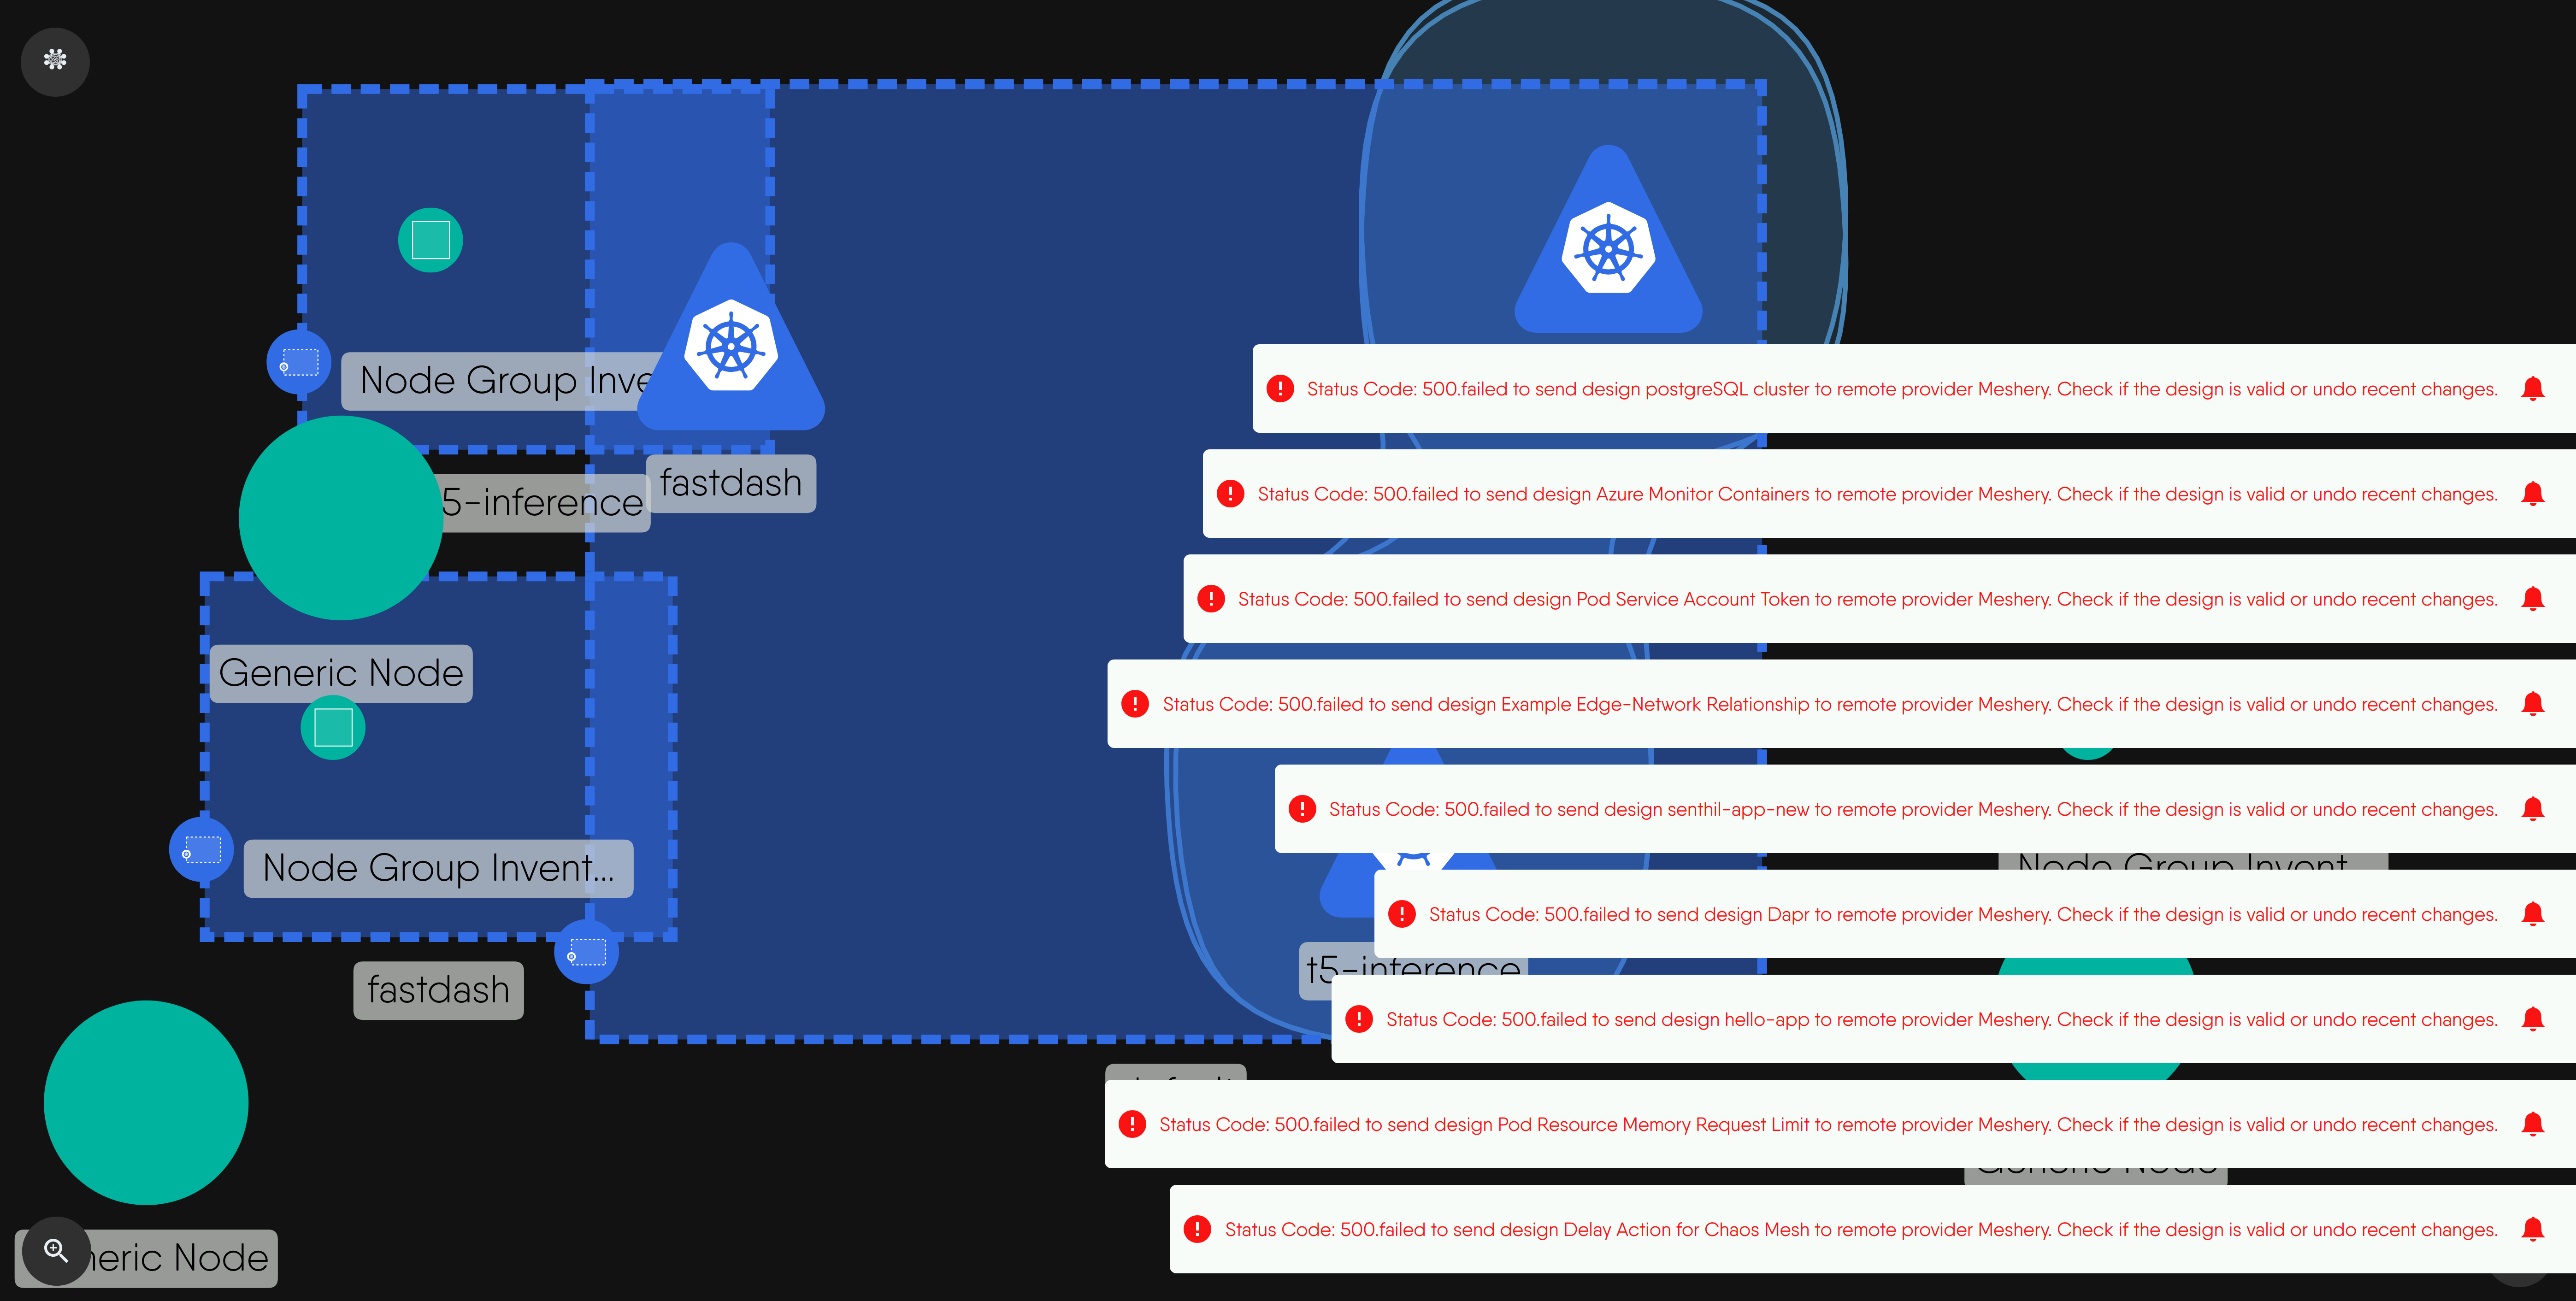 Node Group Inve
fastdash
5-inference
Generic Node
Node Group Invent...
fastdash
neric Node
Status Code: 500.failed to send design postgreSQL cluster to remote provider Meshery. Check if the design is valid or undo recent changes.
Status Code: 500.failed to send design Azure Monitor Containers to remote provider Meshery. Check if the design is valid or undo recent changes.
Status Code: 500.failed to send design Pod Service Account Token to remote provider Meshery. Check if the design is valid or undo recent changes.
Status Code: 500.failed to send design Example Edge-Network Relationship to remote provider Meshery. Check if the design is valid or undo recent changes.
Status Code: 500.failed to send design senthil-app-new to remote provider Meshery. Check if the design is valid or undo recent changes.
Node Group Invent
Status Code: 500.failed to send design Dapr to remote provider Meshery. Check if the design is valid or undo recent changes.
t5-inference
Status Code: 500.failed to send design hello-app to remote provider Meshery. Check if the design is valid or undo recent changes.
Status Code: 500.failed to send design Pod Resource Memory Request Limit to remote provider Meshery. Check if the design is valid or undo recent changes.
Generic Node
Status Code: 500.failed to send design Delay Action for Chaos Mesh to remote provider Meshery. Check if the design is valid or undo recent changes.